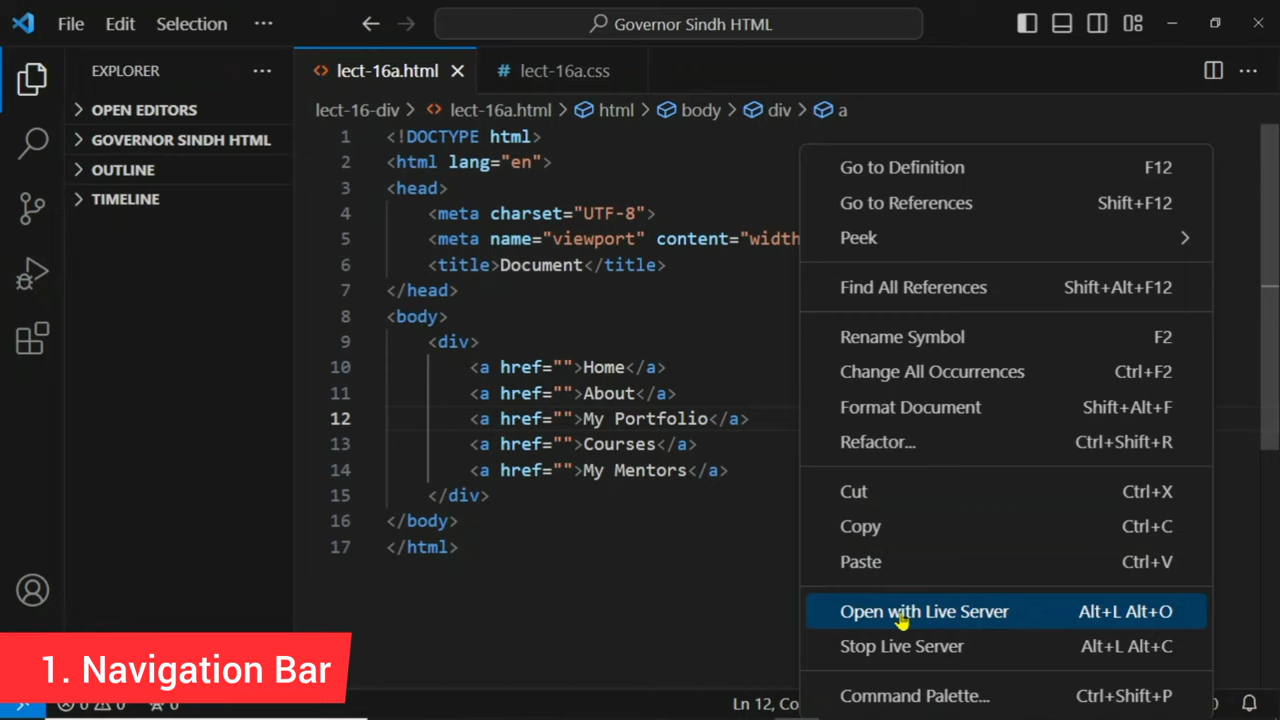 File Edit Selection ··· Governor Sindh HTML
EXPLORER ···
OPEN EDITORS
GOVERNOR SINDH HTML
OUTLINE
TIMELINE
<> lect-16a.html # lect-16a.css ···
lect-16-div > <> lect-16a.html > html > body > div > a
1 <!DOCTYPE html>
2 <html lang="en">
3 <head>
4 <meta charset="UTF-8">
5 <meta name="viewport" content="width
6 <title>Document</title>
7 </head>
8 <body>
9 <div>
10 <a href="">Home</a>
11 <a href="">About</a>
12 <a href="">My Portfolio</a>
13 <a href="">Courses</a>
14 <a href="">My Mentors</a>
15 </div>
16 </body>
17 </html>
Go to Definition F12
Go to References Shift+F12
Peek
Find All References Shift+Alt+F12
Rename Symbol F2
Change All Occurrences Ctrl+F2
Format Document Shift+Alt+F
Refactor... Ctrl+Shift+R
Cut Ctrl+X
Copy Ctrl+C
Paste Ctrl+V
Open with Live Server Alt+L Alt+O
Stop Live Server Alt+L Alt+C
Command Palette... Ctrl+Shift+P
1. Navigation Bar
0 0 0 Ln 12, Co